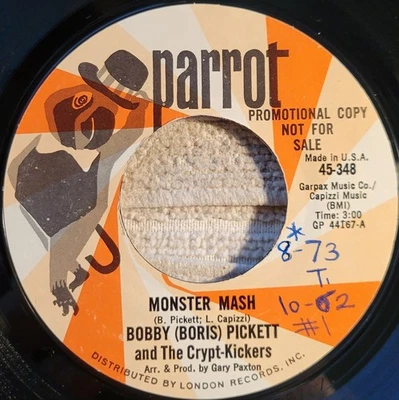 parrot
PROMOTIONAL COPY
NOT FOR
SALE
Made in U.S.A.
45-348
Garpax Music Co./
Capizzi Music
(BMI)
Time: 3:00
GP 44167-A
*
8-73
T.
10-62
#1
MONSTER MASH
(B. Pickett; L. Capizzi)
BOBBY (BORIS) PICKETT
and The Crypt-Kickers
Arr. & Prod. by Gary Paxton
DISTRIBUTED BY LONDON RECORDS, INC.